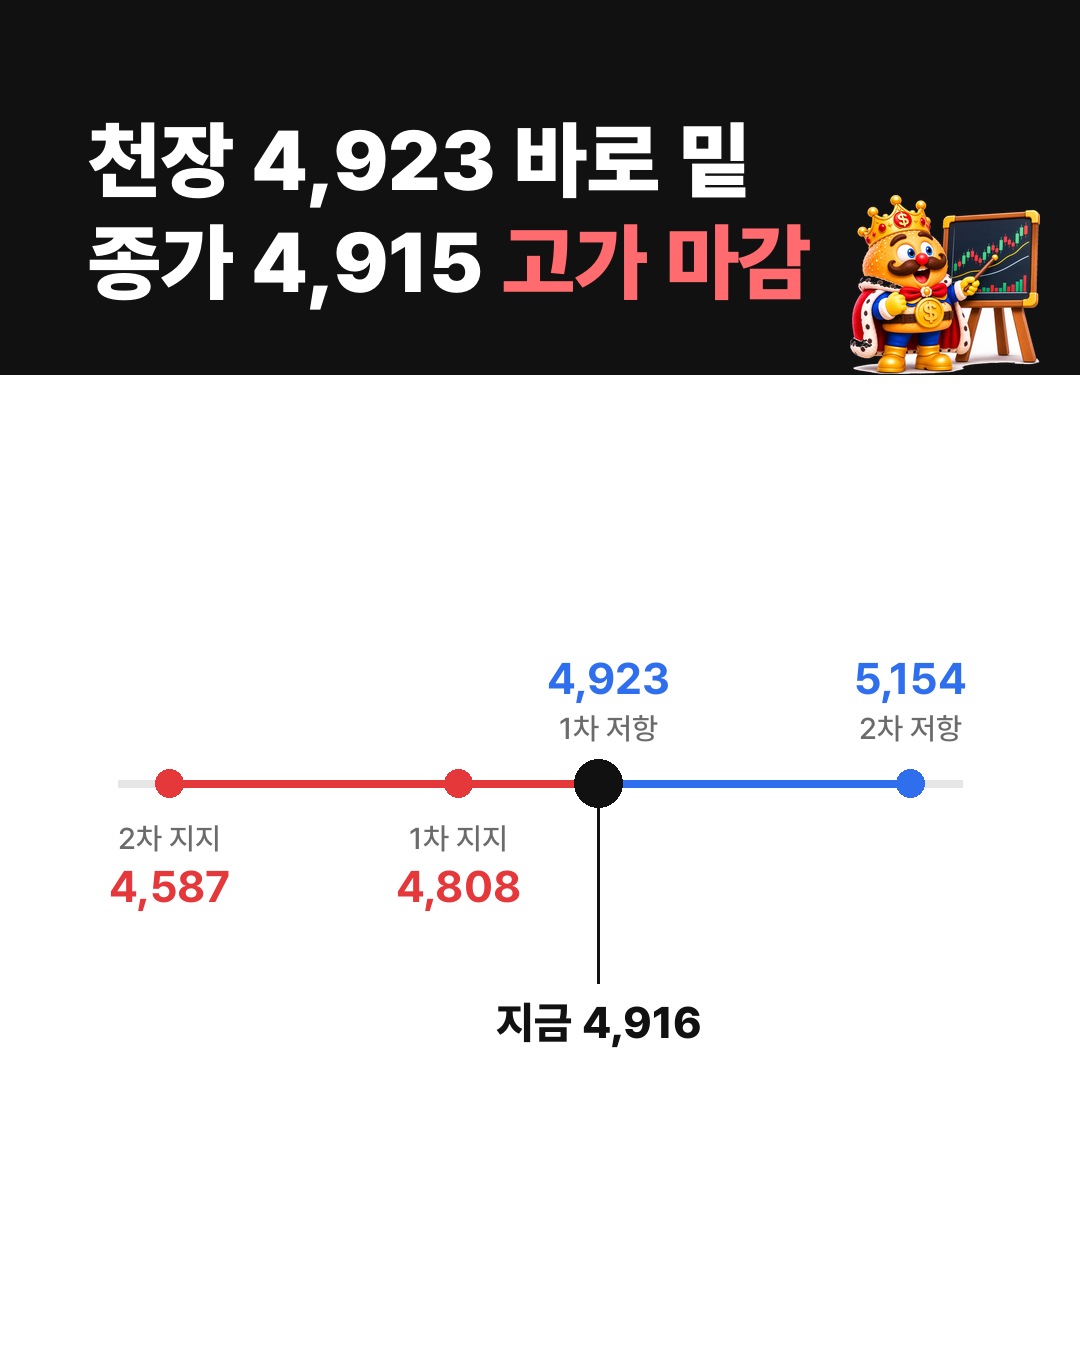 천장 4,923 바로 밑
종가 4,915 고가 마감
4,923
1차 저항
5,154
2차 저항
2차 지지
4,587
1차 지지
4,808
지금 4,916